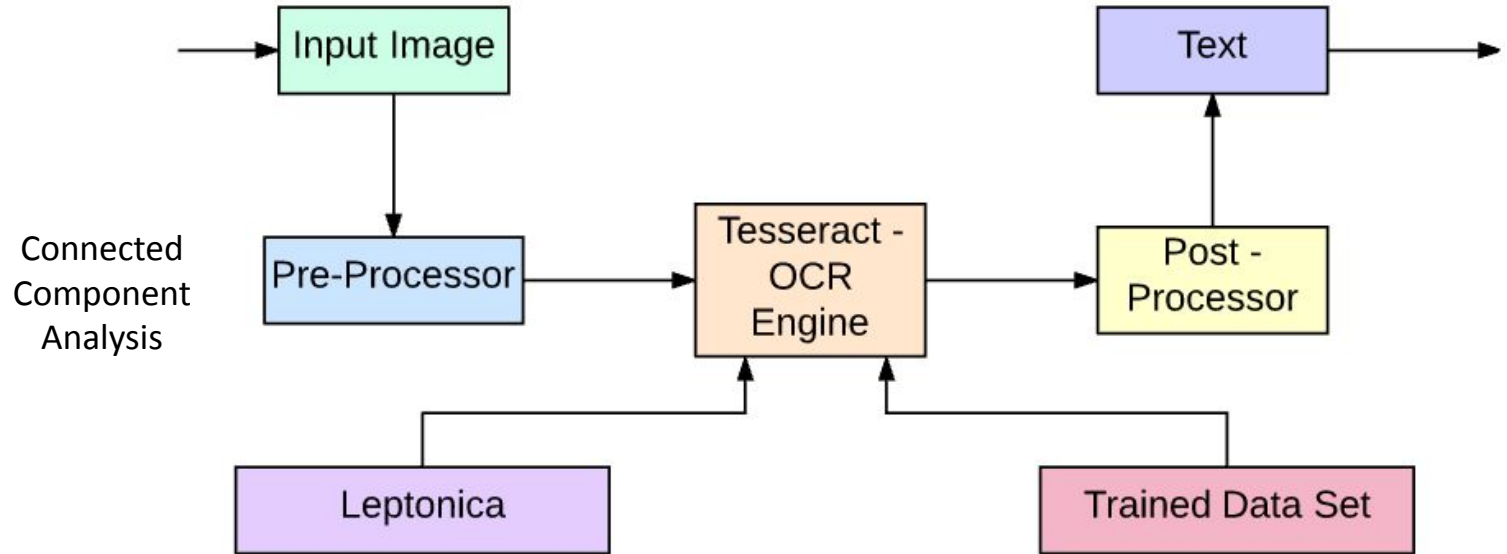 Input Image
Text
Connected
Component
Analysis
Pre-Processor
Tesseract -
OCR
Engine
Post -
Processor
Leptonica
Trained Data Set